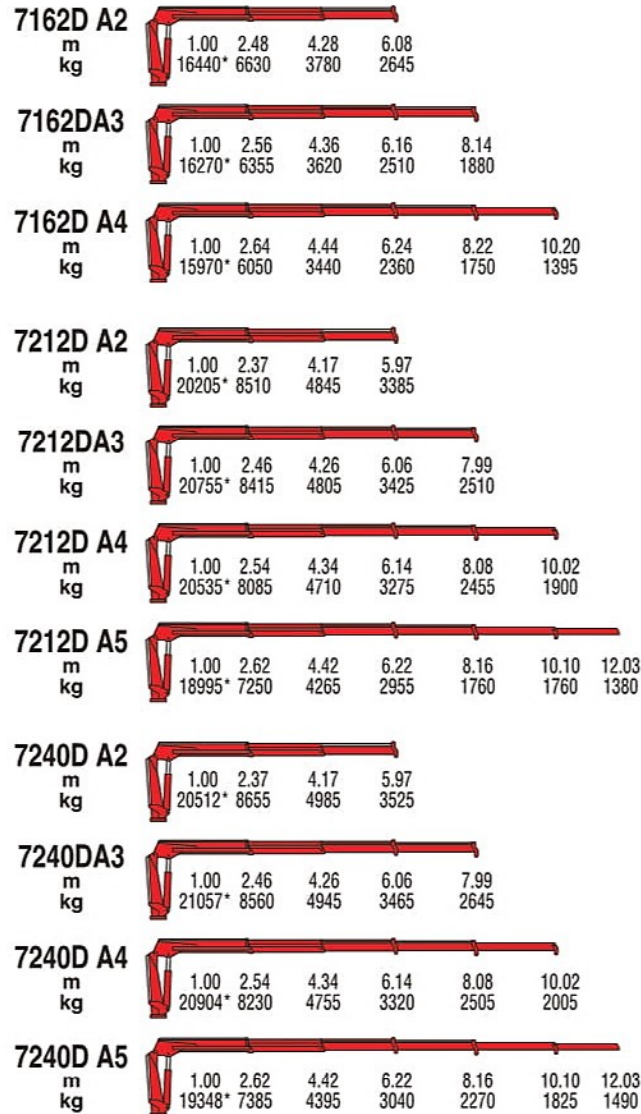 7162D A2
m 1.00 2.48 4.28 6.08
kg 16440* 6630 3780 2645
7162DA3
m 1.00 2.56 4.36 6.16 8.14
kg 16270* 6355 3620 2510 1880
7162D A4
m 1.00 2.64 4.44 6.24 8.22 10.20
kg 15970* 6050 3440 2360 1750 1395
7212D A2
m 1.00 2.37 4.17 5.97
kg 20205* 8510 4845 3385
7212DA3
m 1.00 2.46 4.26 6.06 7.99
kg 20755* 8415 4805 3425 2510
7212D A4
m 1.00 2.54 4.34 6.14 8.08 10.02
kg 20535* 8085 4710 3275 2455 1900
7212D A5
m 1.00 2.62 4.42 6.22 8.16 10.10 12.03
kg 18995* 7250 4265 2955 1760 1760 1380
7240D A2
m 1.00 2.37 4.17 5.97
kg 20512* 8655 4985 3525
7240DA3
m 1.00 2.46 4.26 6.06 7.99
kg 21057* 8560 4945 3465 2645
7240D A4
m 1.00 2.54 4.34 6.14 8.08 10.02
kg 20904* 8230 4755 3320 2505 2005
7240D A5
m 1.00 2.62 4.42 6.22 8.16 10.10 12.03
kg 19348* 7385 4395 3040 2270 1825 1490